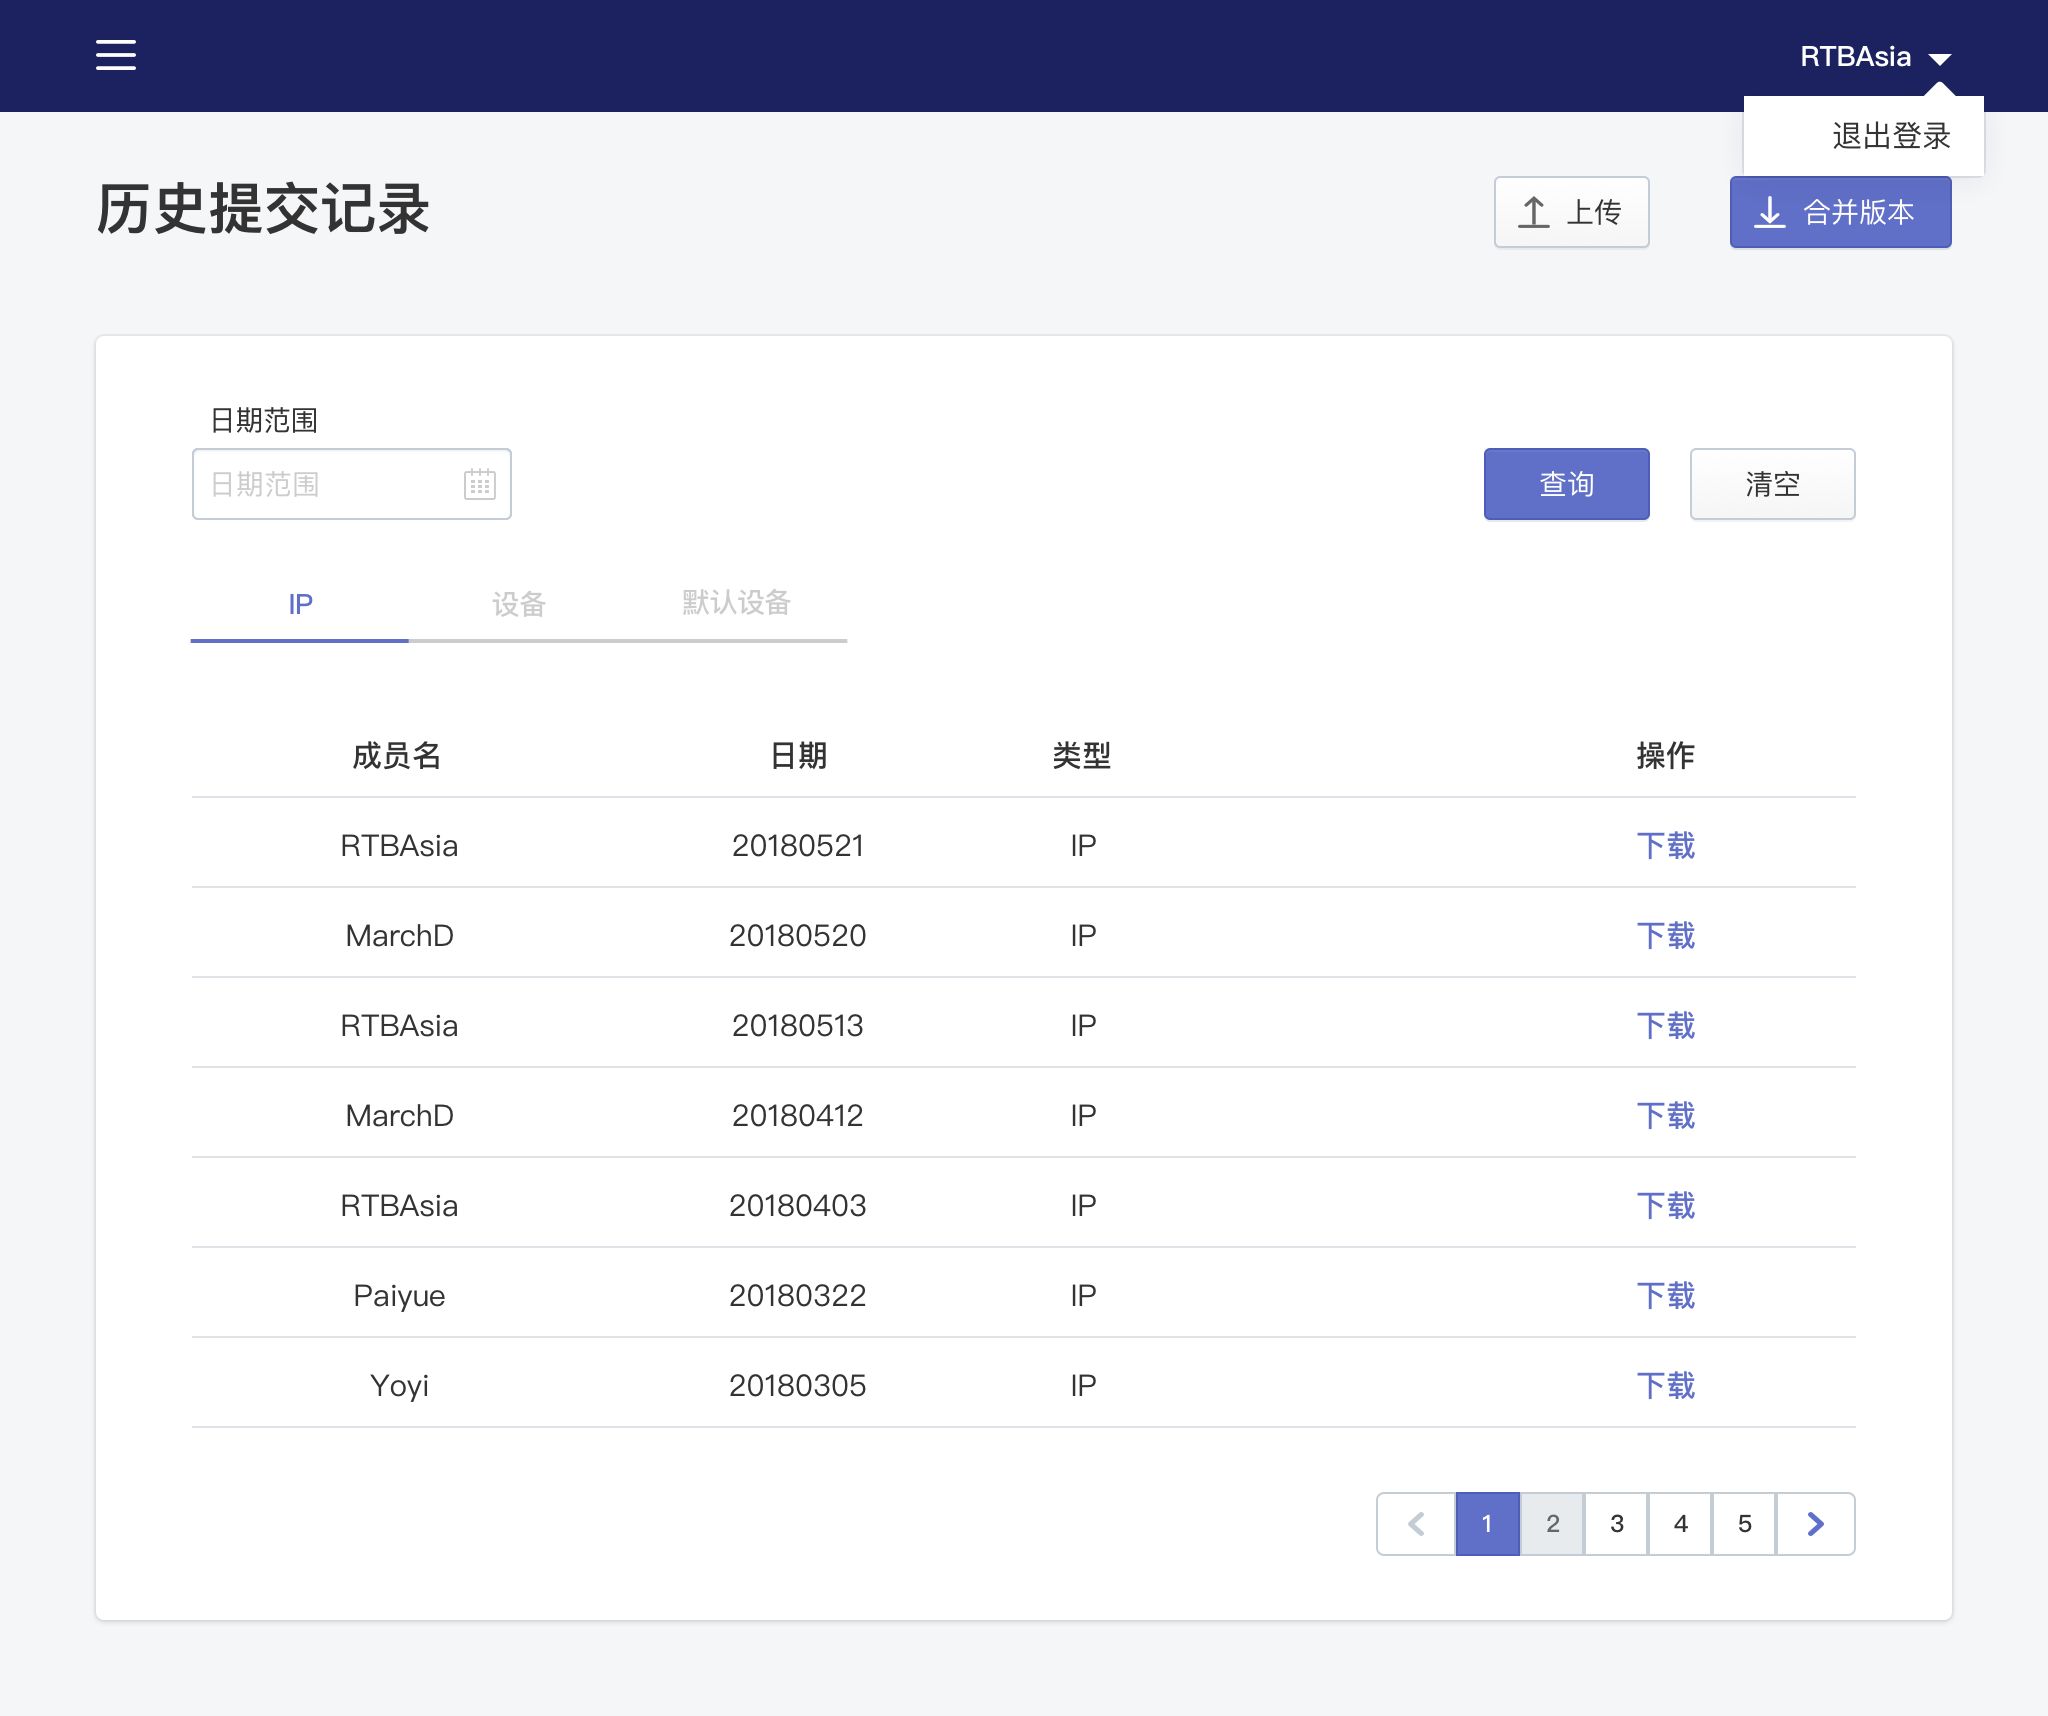 RTBAsia
退出登录
历史提交记录
上传
合并版本
日期范围
日期范围
查询
清空
IP 设备 默认设备
成员名 日期 类型 操作
RTBAsia 20180521 IP 下载
MarchD 20180520 IP 下载
RTBAsia 20180513 IP 下载
MarchD 20180412 IP 下载
RTBAsia 20180403 IP 下载
Paiyue 20180322 IP 下载
Yoyi 20180305 IP 下载
1 2 3 4 5